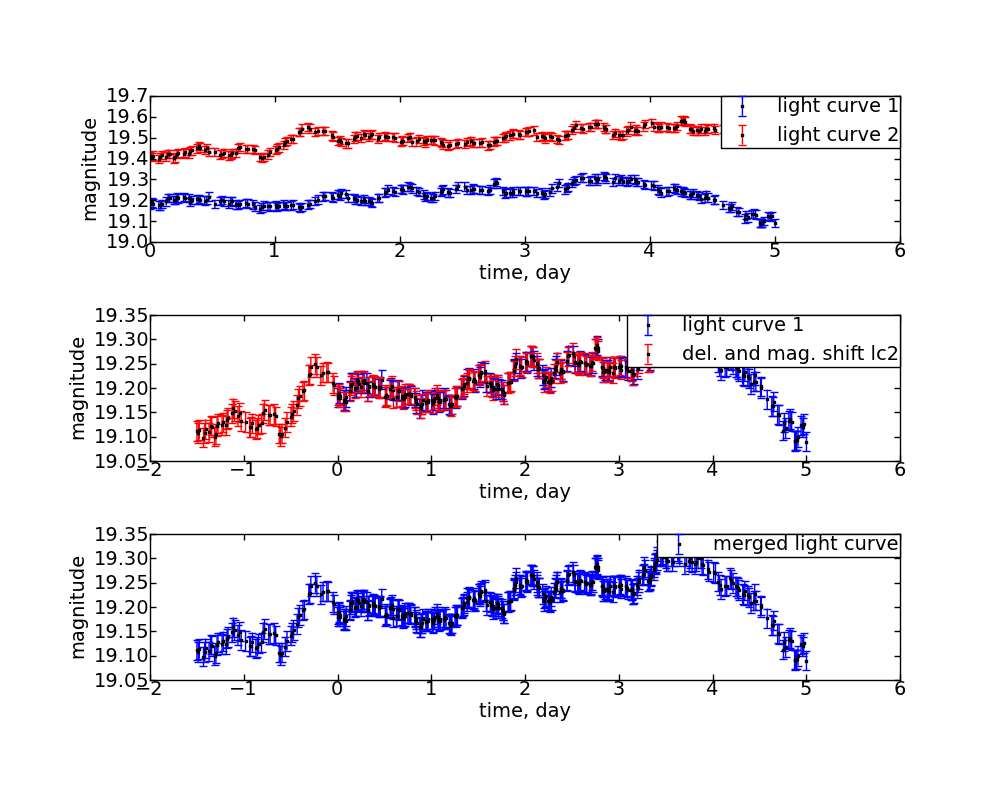 19.7
19.6
19.5
19.4
19.3
19.2
19.1
19.0
magnitude
light curve 1
light curve 2
0 1 2 3 4 5 6
time, day
19.35
19.30
19.25
19.20
19.15
19.10
19.05
magnitude
light curve 1
del. and mag. shift lc2
−2 −1 0 1 2 3 4 5 6
time, day
19.35
19.30
19.25
19.20
19.15
19.10
19.05
magnitude
merged light curve
−2 −1 0 1 2 3 4 5 6
time, day